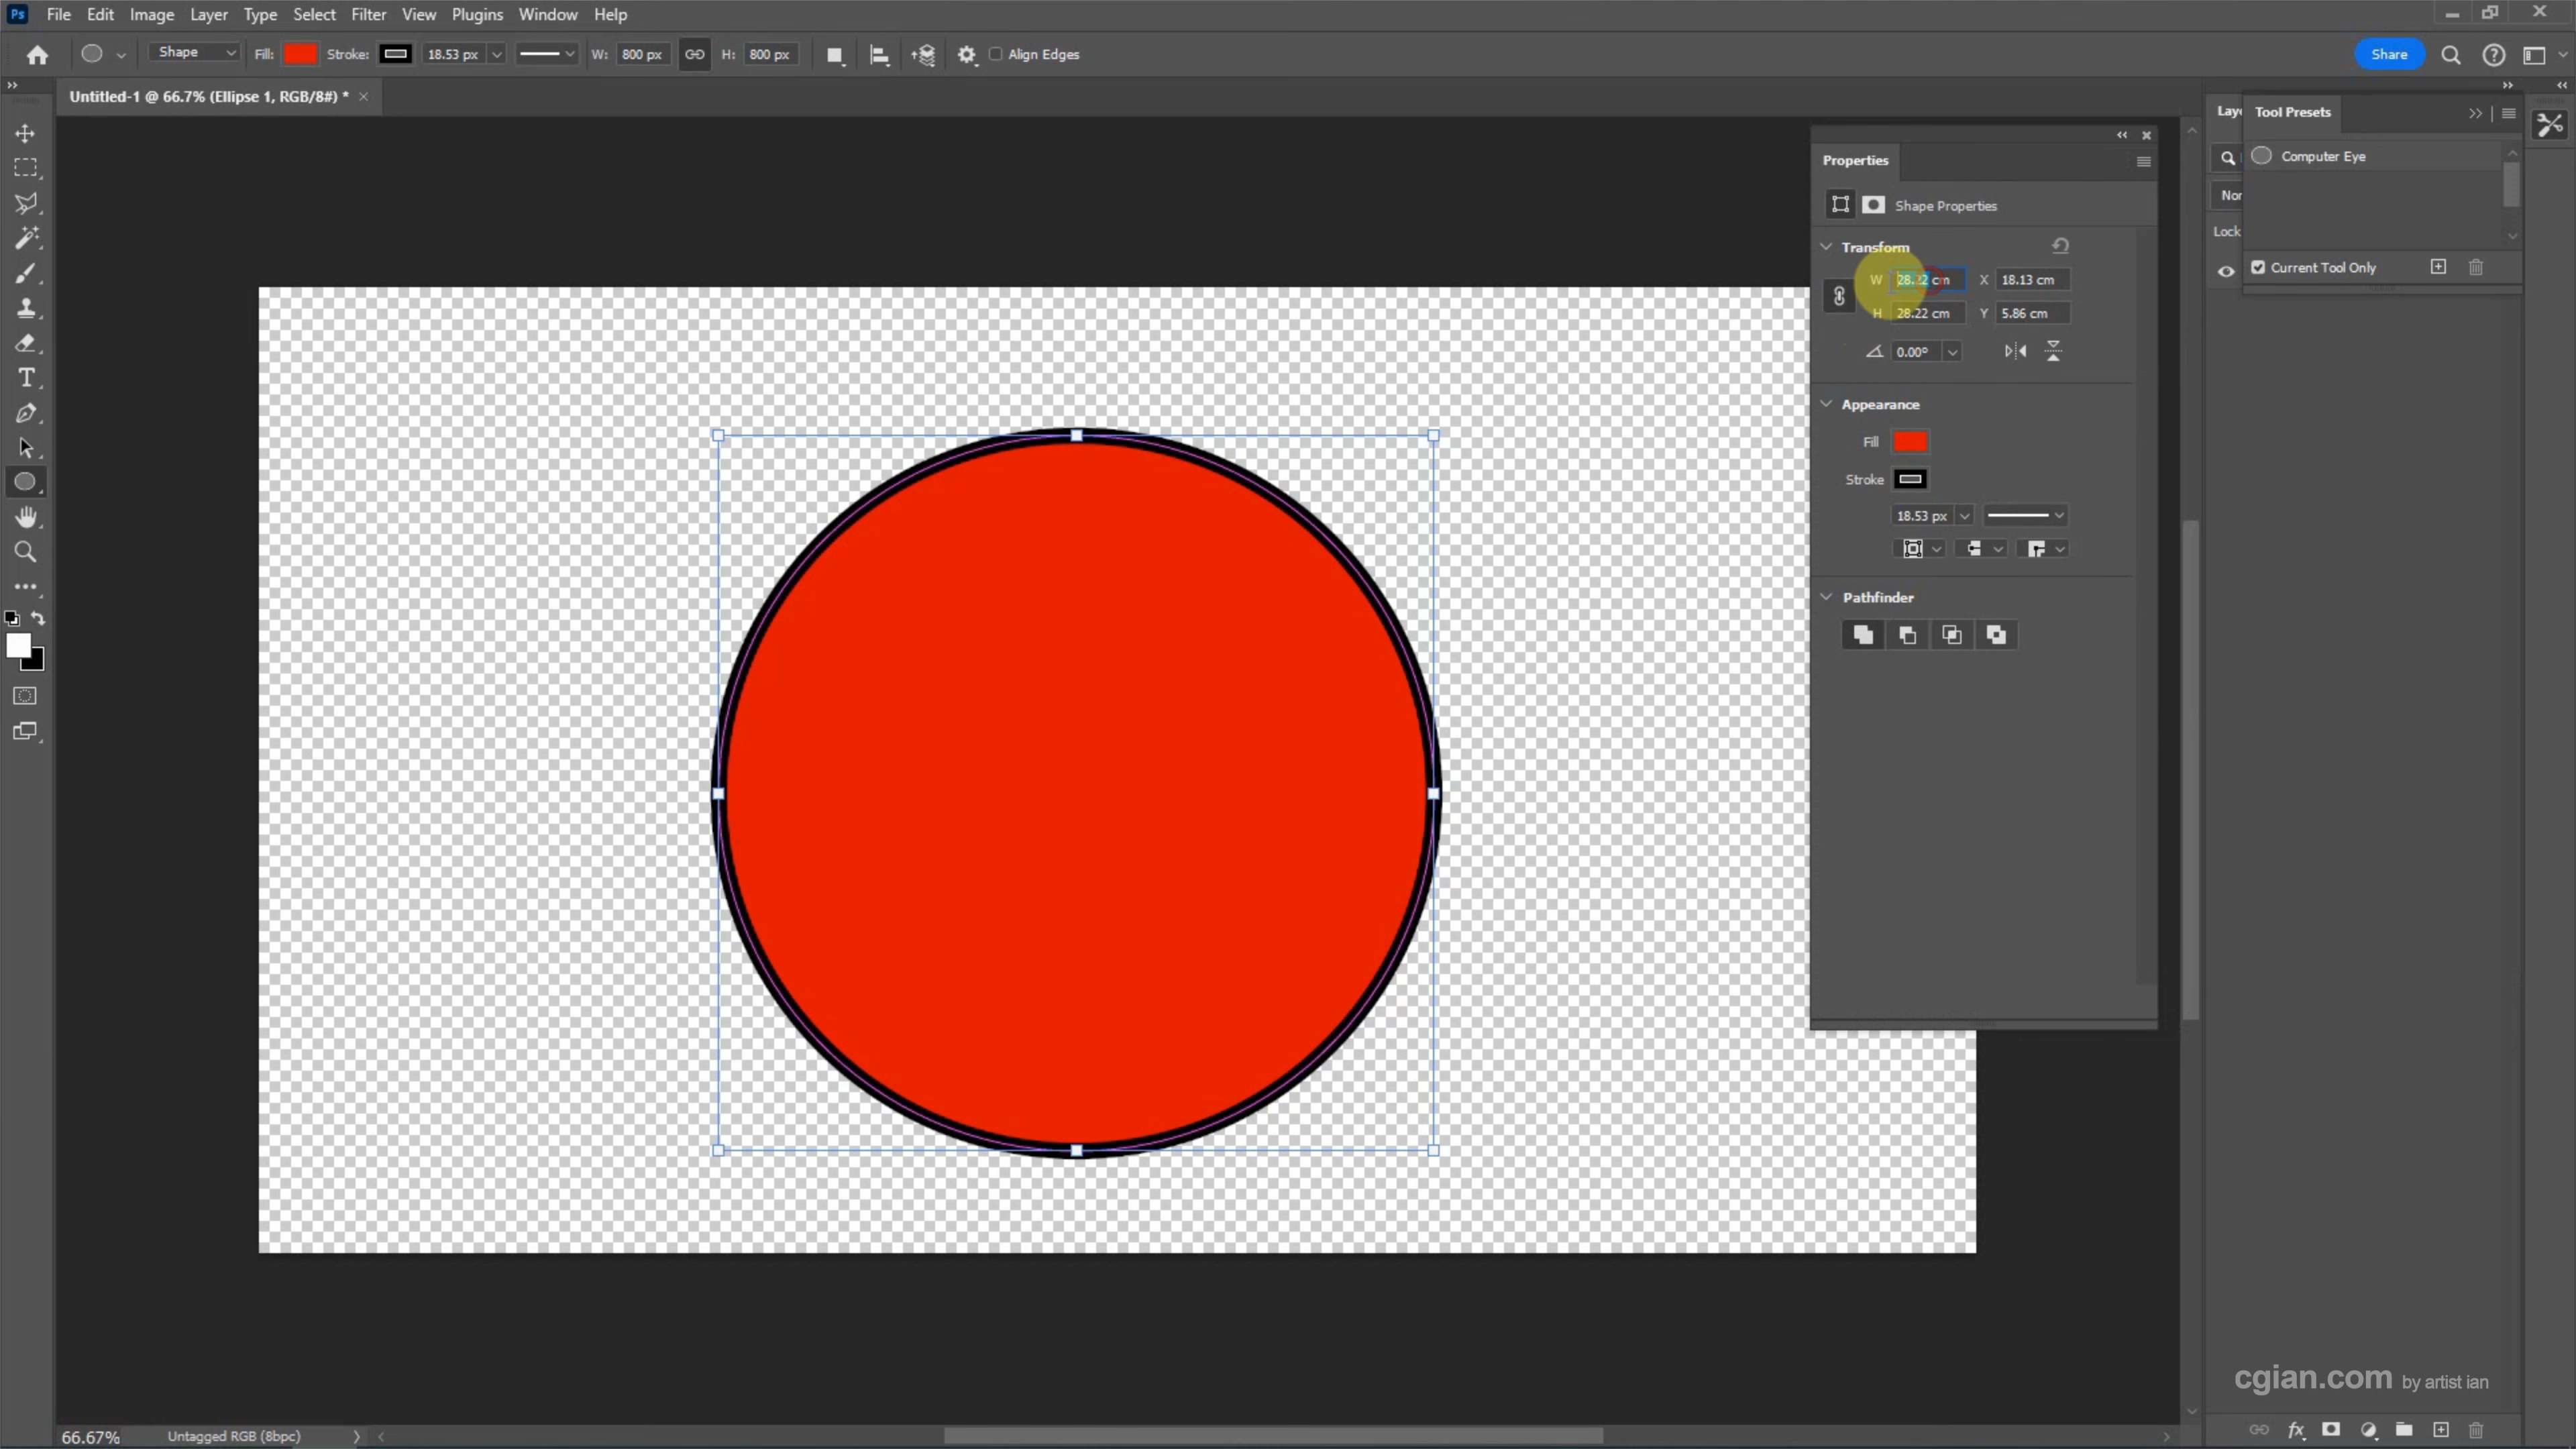 Ps File Edit Image Layer Type Select Filter View Plugins Window Help
Shape Fill: Stroke: 18.53 px W: 800 px H: 800 px Align Edges Share
Untitled-1 @ 66.7% (Ellipse 1, RGB/8#) *
Properties
Shape Properties
Transform
W 28.22 cm X 18.13 cm
H 28.22 cm Y 5.86 cm
0.00°
Appearance
Fill
Stroke
18.53 px
Pathfinder
Laye
Tool Presets
Computer Eye
Nor
Lock
Current Tool Only
T
cgian.com by artist ian
66.67% Untagged RGB (8bpc)
fx